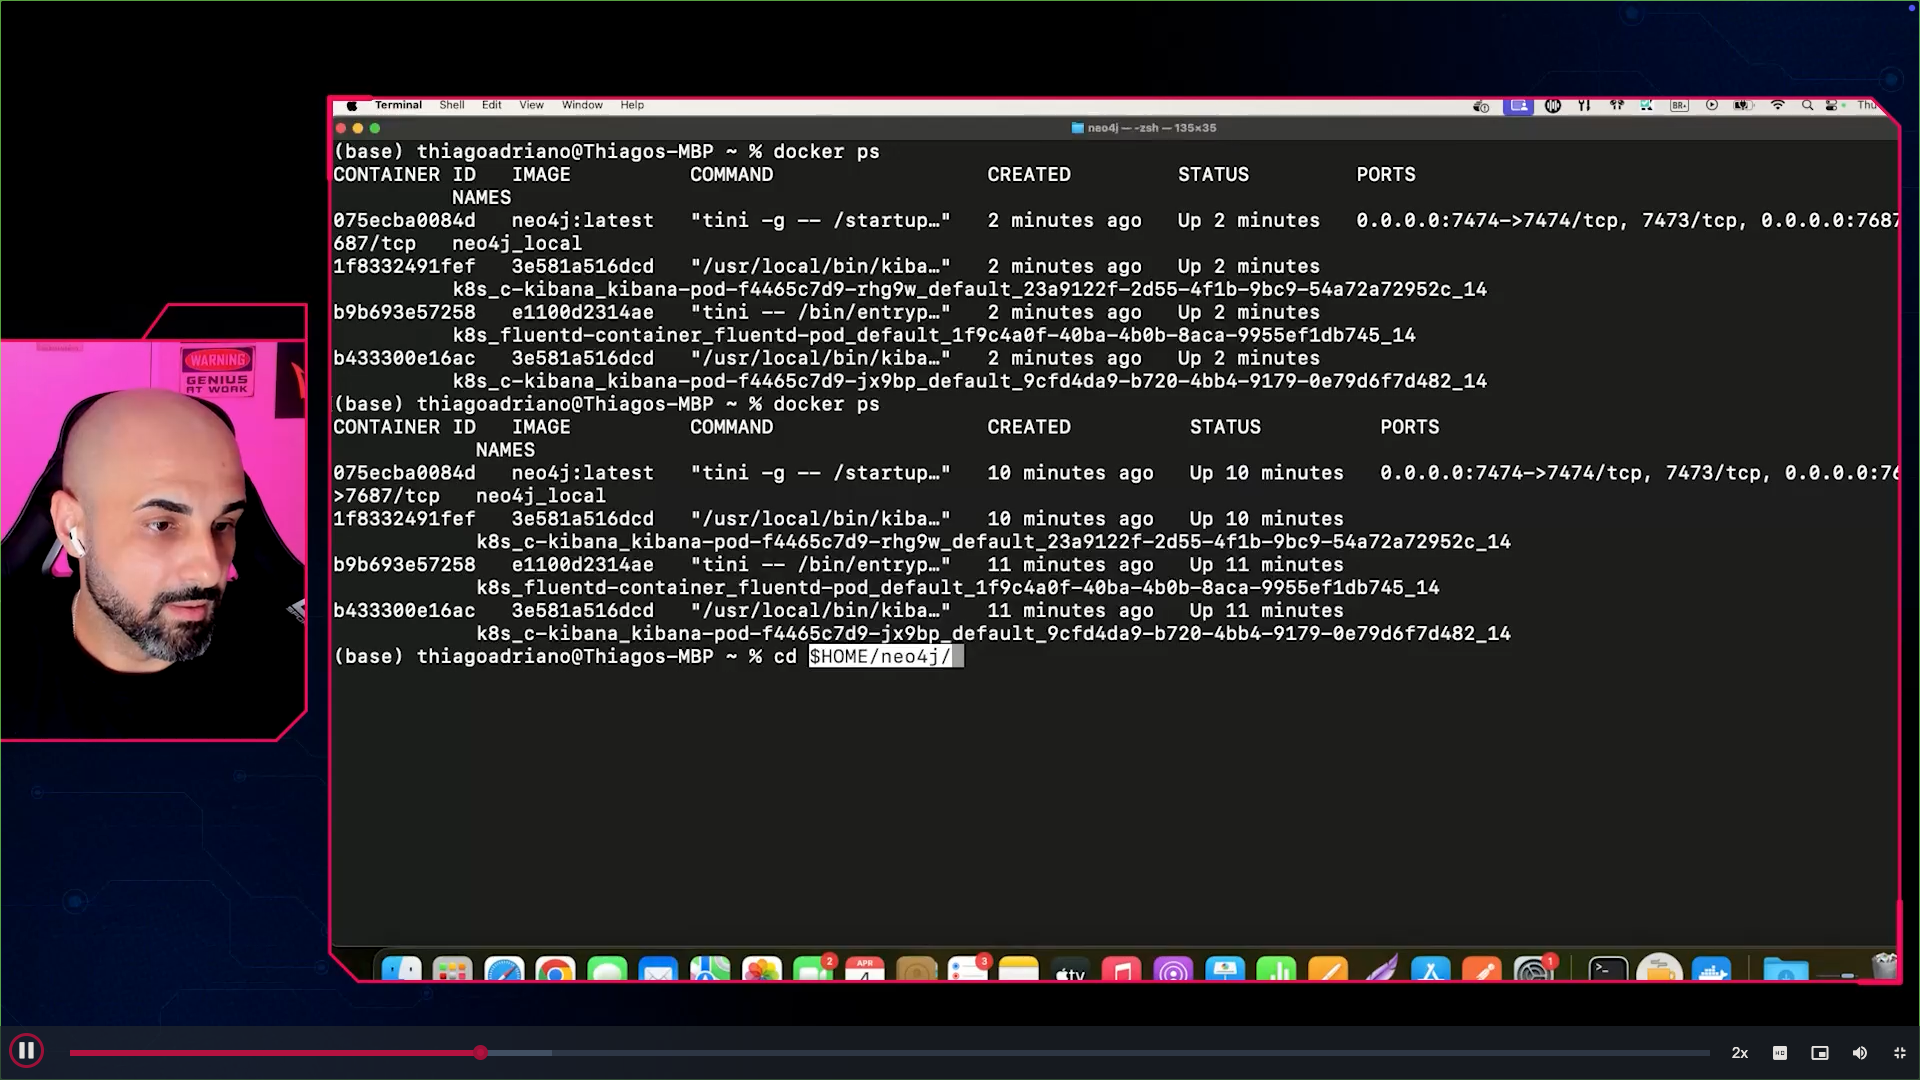 Terminal Shell Edit View Window Help
neo4j — -zsh — 135×35
(base) thiagoadriano@Thiagos-MBP ~ % docker ps
CONTAINER ID   IMAGE   COMMAND   CREATED   STATUS   PORTS
NAMES
075ecba0084d   neo4j:latest   "tini -g -- /startup…"   2 minutes ago   Up 2 minutes   0.0.0.0:7474->7474/tcp, 7473/tcp, 0.0.0.0:7687
687/tcp   neo4j_local
1f8332491fef   3e581a516dcd   "/usr/local/bin/kiba…"   2 minutes ago   Up 2 minutes
k8s_c-kibana_kibana-pod-f4465c7d9-rhg9w_default_23a9122f-2d55-4f1b-9bc9-54a72a72952c_14
b9b693e57258   e1100d2314ae   "tini -- /bin/entryp…"   2 minutes ago   Up 2 minutes
k8s_fluentd-container_fluentd-pod_default_1f9c4a0f-40ba-4b0b-8aca-9955ef1db745_14
b433300e16ac   3e581a516dcd   "/usr/local/bin/kiba…"   2 minutes ago   Up 2 minutes
k8s_c-kibana_kibana-pod-f4465c7d9-jx9bp_default_9cfd4da9-b720-4bb4-9179-0e79d6f7d482_14
(base) thiagoadriano@Thiagos-MBP ~ % docker ps
CONTAINER ID   IMAGE   COMMAND   CREATED   STATUS   PORTS
NAMES
075ecba0084d   neo4j:latest   "tini -g -- /startup…"   10 minutes ago   Up 10 minutes   0.0.0.0:7474->7474/tcp, 7473/tcp, 0.0.0.0:76
>7687/tcp   neo4j_local
1f8332491fef   3e581a516dcd   "/usr/local/bin/kiba…"   10 minutes ago   Up 10 minutes
k8s_c-kibana_kibana-pod-f4465c7d9-rhg9w_default_23a9122f-2d55-4f1b-9bc9-54a72a72952c_14
b9b693e57258   e1100d2314ae   "tini -- /bin/entryp…"   11 minutes ago   Up 11 minutes
k8s_fluentd-container_fluentd-pod_default_1f9c4a0f-40ba-4b0b-8aca-9955ef1db745_14
b433300e16ac   3e581a516dcd   "/usr/local/bin/kiba…"   11 minutes ago   Up 11 minutes
k8s_c-kibana_kibana-pod-f4465c7d9-jx9bp_default_9cfd4da9-b720-4bb4-9179-0e79d6f7d482_14
(base) thiagoadriano@Thiagos-MBP ~ % cd $HOME/neo4j/
WARNING
GENIUS
AT WORK
BR
Thu
2
APR
4
3
tv
1
2x